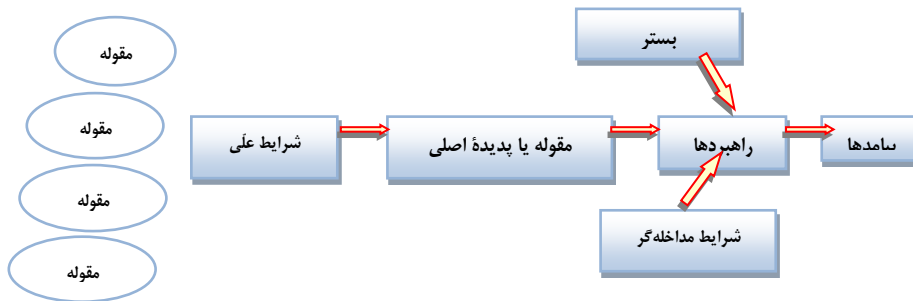 مقوله
مقوله
مقوله
مقوله
بستر
شرایط علّی
مقوله یا پدیدهٔ اصلی
راهبردها
پیامدها
شرایط مداخله‌گر